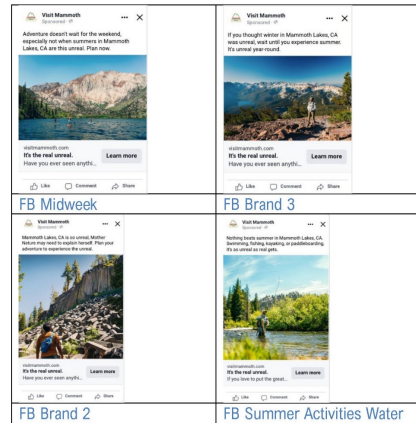 Visit Mammoth
Sponsored
Adventure doesn't wait for the weekend,
especially not when summers in Mammoth
Lakes, CA are this unreal. Plan now.
visitmammoth.com
It's the real unreal.
Have you ever seen anythi...
Learn more
Like Comment Share
FB Midweek
Visit Mammoth
Sponsored
If you thought winter in Mammoth Lakes, CA
was unreal, wait until you experience summer.
It's unreal year-round.
visitmammoth.com
It's the real unreal.
Have you ever seen anythi...
Learn more
Like Comment Share
FB Brand 3
Visit Mammoth
Sponsored
Mammoth Lakes, CA is so unreal, Mother
Nature may need to explain herself. Plan your
adventure to experience the unreal.
visitmammoth.com
It's the real unreal.
Have you ever seen anythi...
Learn more
Like Comment Share
FB Brand 2
Visit Mammoth
Sponsored
Nothing beats summer in Mammoth Lakes, CA.
Swimming, fishing, kayaking, or paddleboarding.
It's as unreal as real gets.
visitmammoth.com
It's the real unreal.
If you love to put the great...
Learn more
Like Comment Share
FB Summer Activities Water